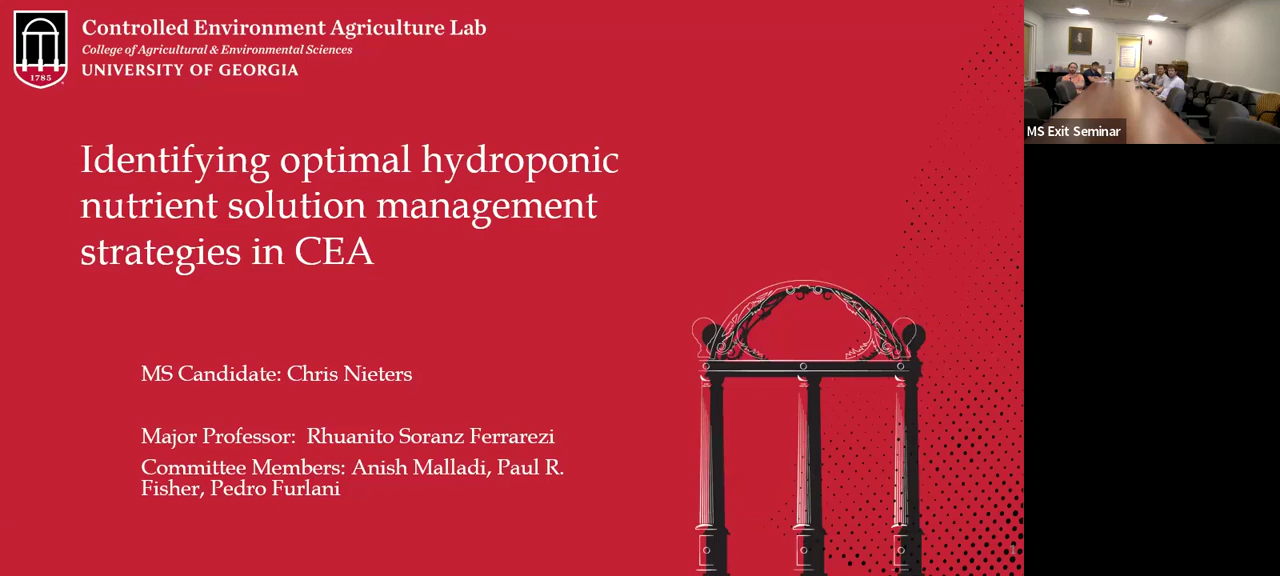 Controlled Environment Agriculture Lab
College of Agricultural & Environmental Sciences
UNIVERSITY OF GEORGIA
1785
Identifying optimal hydroponic
nutrient solution management
strategies in CEA
MS Candidate: Chris Nieters
Major Professor:  Rhuanito Soranz Ferrarezi
Committee Members: Anish Malladi, Paul R.
Fisher, Pedro Furlani
1
MS Exit Seminar